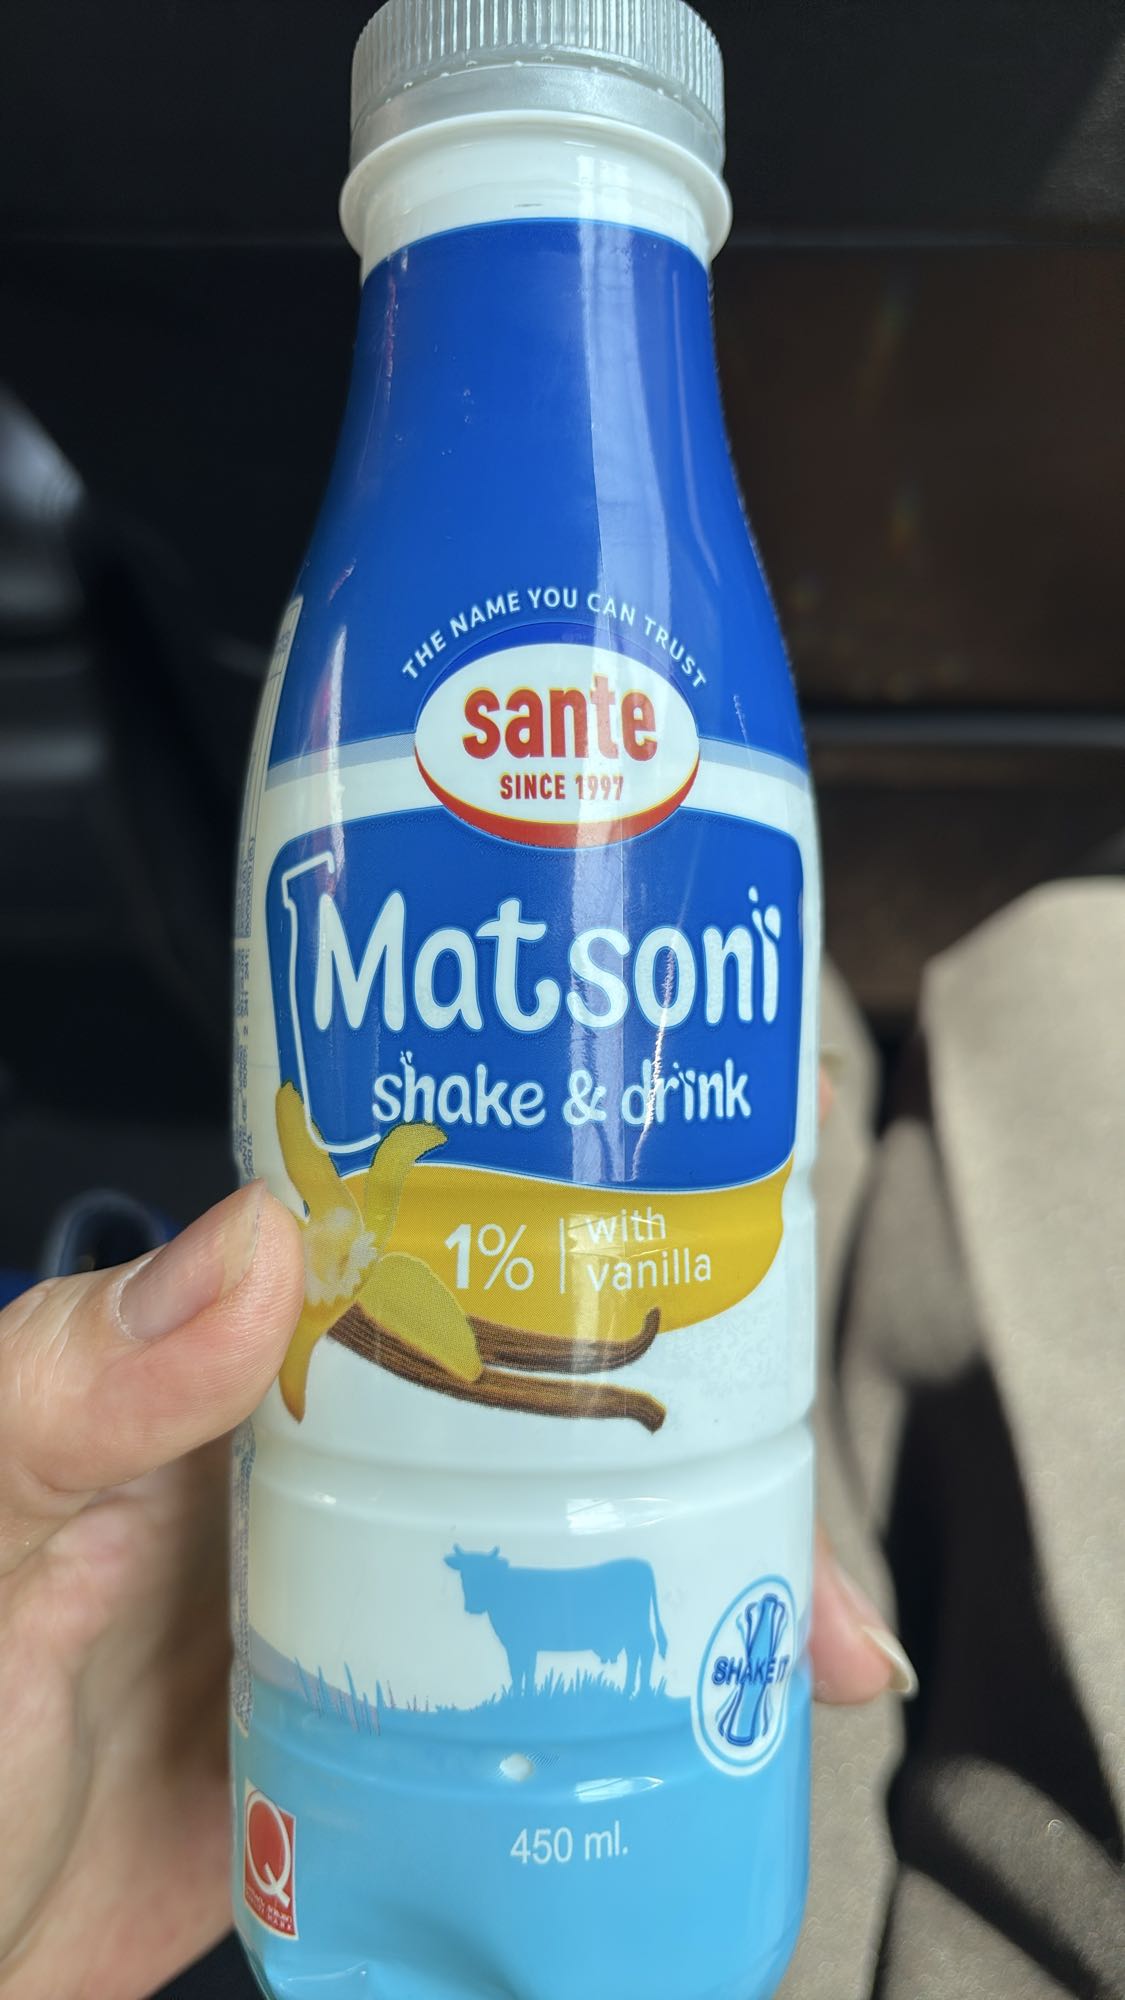 THE NAME YOU CAN TRUST
sante
SINCE 1997
Matsoni
shake & drink
1%
with
vanilla
SHAKE IT
450 ml.
Q